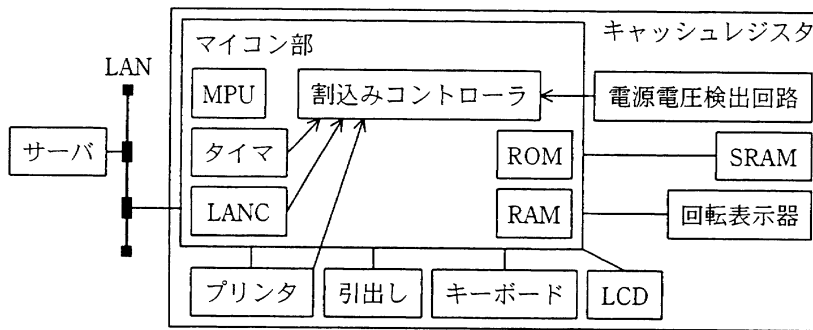 キャッシュレジスタ
マイコン部
LAN
MPU
割込みコントローラ
電源電圧検出回路
サーバ
タイマ
ROM
SRAM
LANC
RAM
回転表示器
プリンタ
引出し
キーボード
LCD